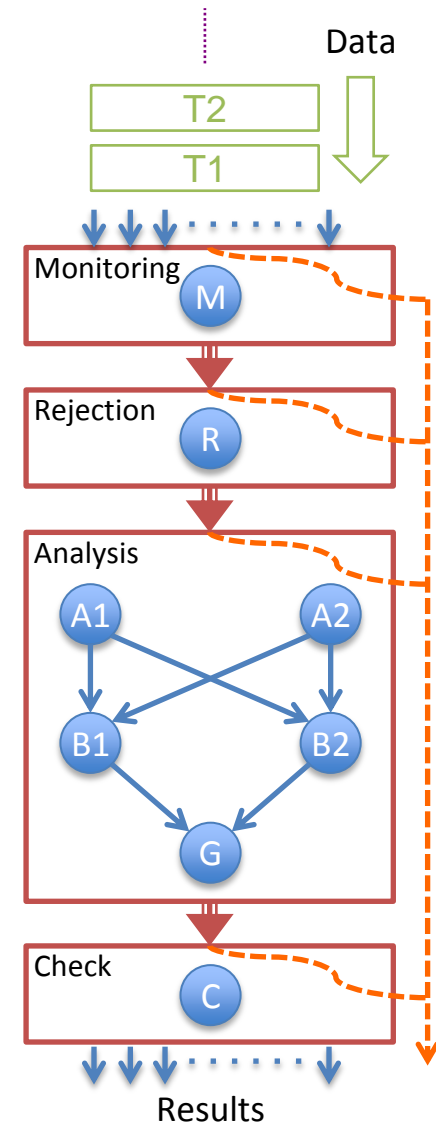 Data
T2
T1
Monitoring
M
Rejection
R
Analysis
A1 A2
B1 B2
G
Check
C
Results